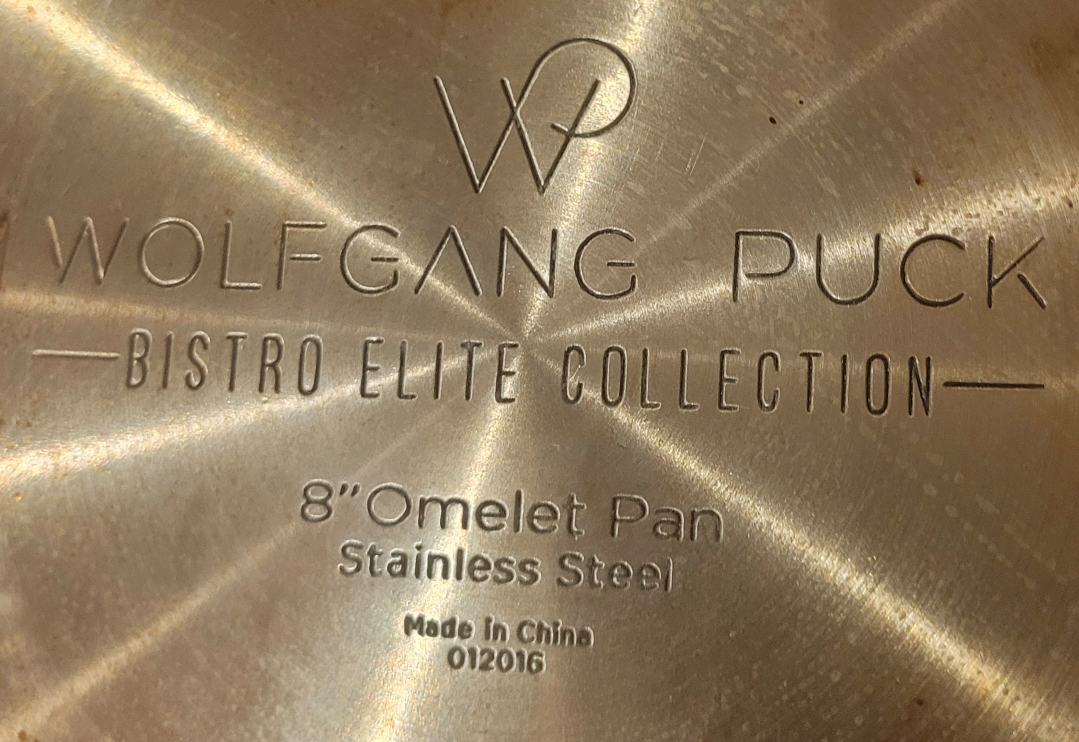 WP
WOLFGANG PUCK
BISTRO ELITE COLLECTION
8" Omelet Pan
Stainless Steel
Made in China
012016